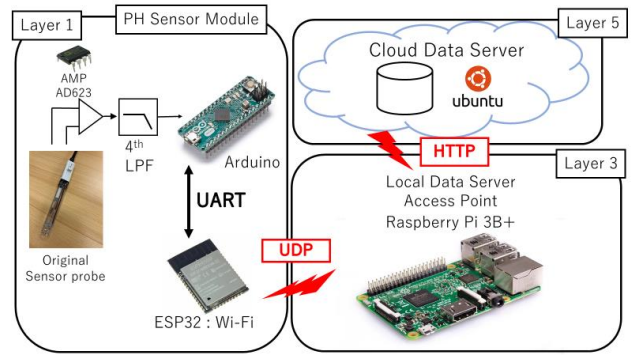 Layer 1
PH Sensor Module
AMP
AD623
4th
LPF
Arduino
Original
Sensor probe
UART
ESP32 : Wi-Fi
UDP
Layer 5
Cloud Data Server
ubuntu
HTTP
Layer 3
Local Data Server
Access Point
Raspberry Pi 3B+